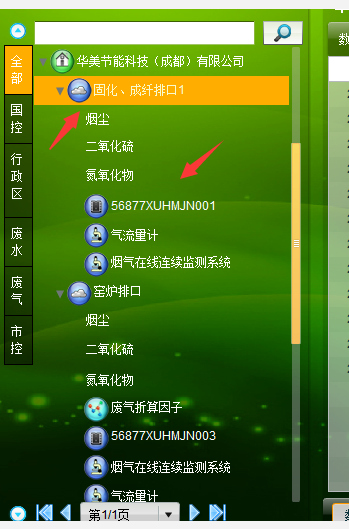 全部
国控
行政区
废水
废气
市控
华美节能科技（成都）有限公司
固化、成纤排口1
烟尘
二氧化硫
氮氧化物
56877XUHMJN001
气流量计
烟气在线连续监测系统
窑炉排口
烟尘
二氧化硫
氮氧化物
废气折算因子
56877XUHMJN003
烟气在线连续监测系统
气流量计
第1/1页
数